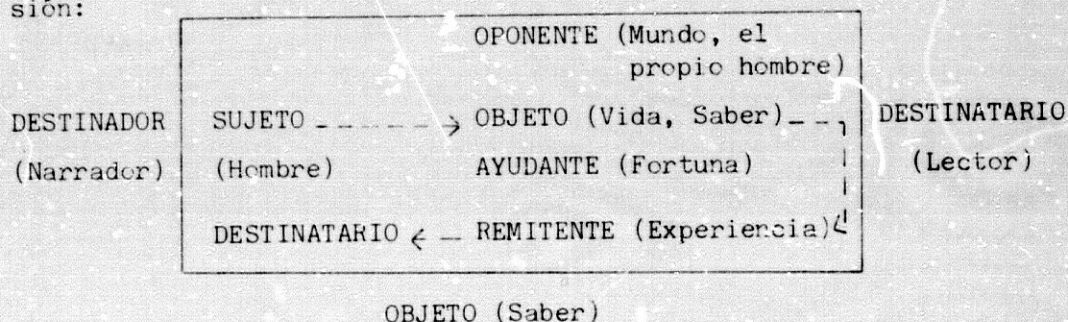 sión:
OPONENTE (Mundo, el
propio hombre)
DESTINADOR SUJETO OBJETO (Vida, Saber) DESTINATARIO
(Narrador) (Hombre) AYUDANTE (Fortuna) (Lector)
DESTINATARIO REMITENTE (Experiencia)
OBJETO (Saber)